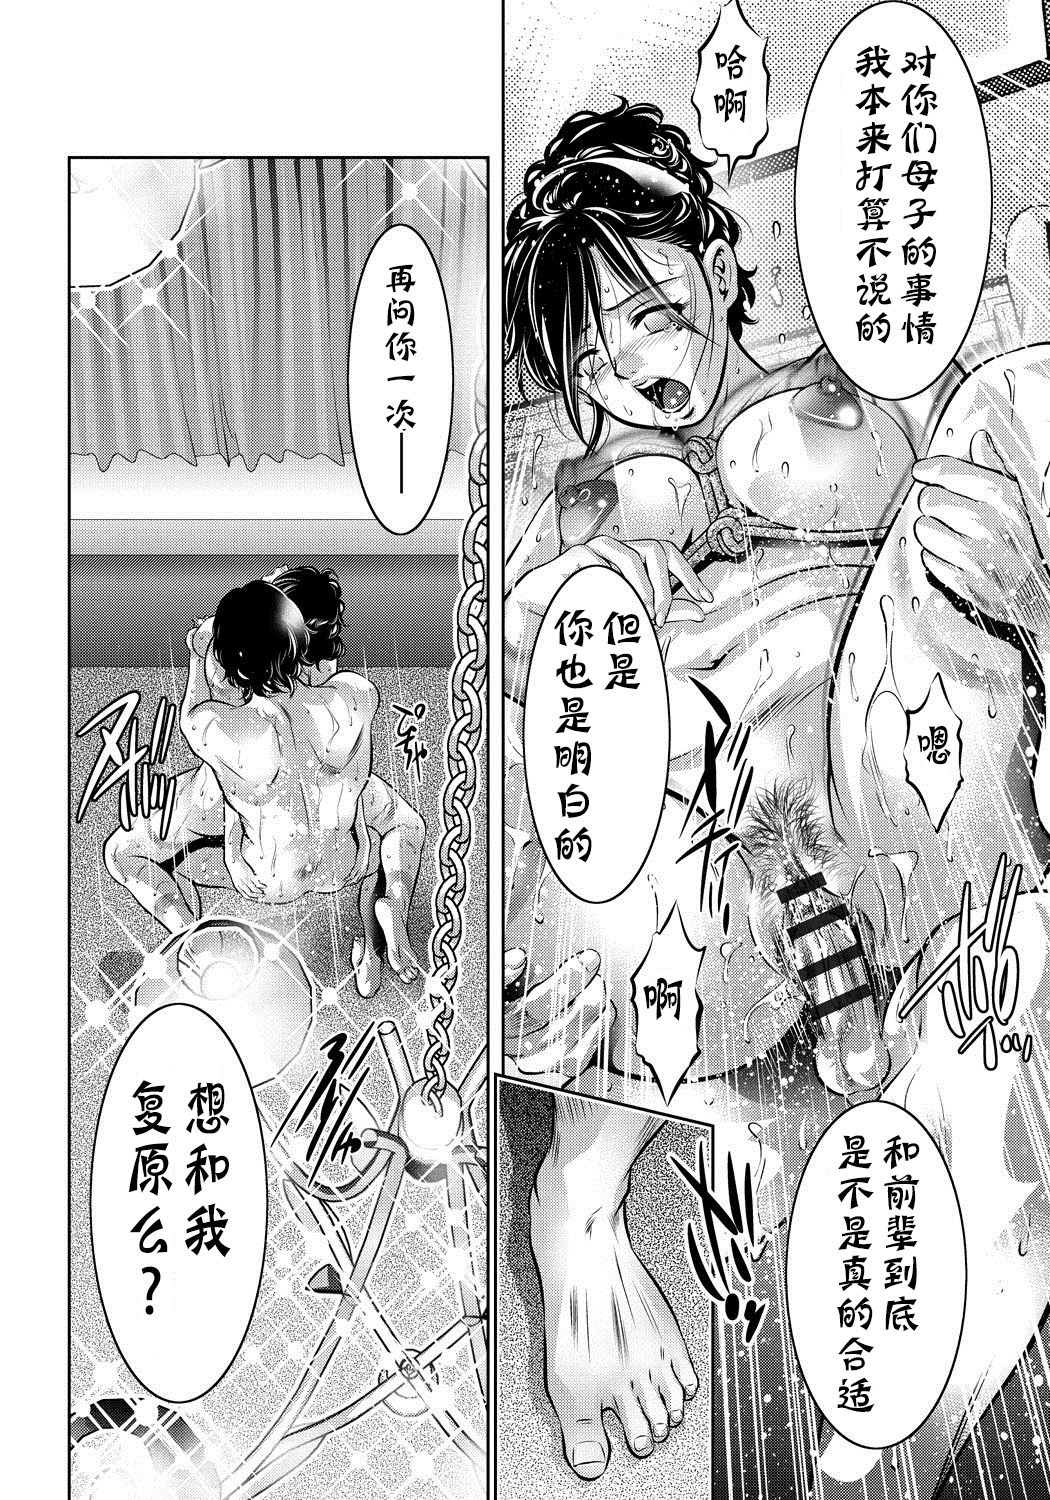 对你们母子的事情
我本来打算不说的
哈啊
但是
你也是明白的
嗯
啊
和前辈到底
是不是真的合适
再问你一次——
想和我
复原么？